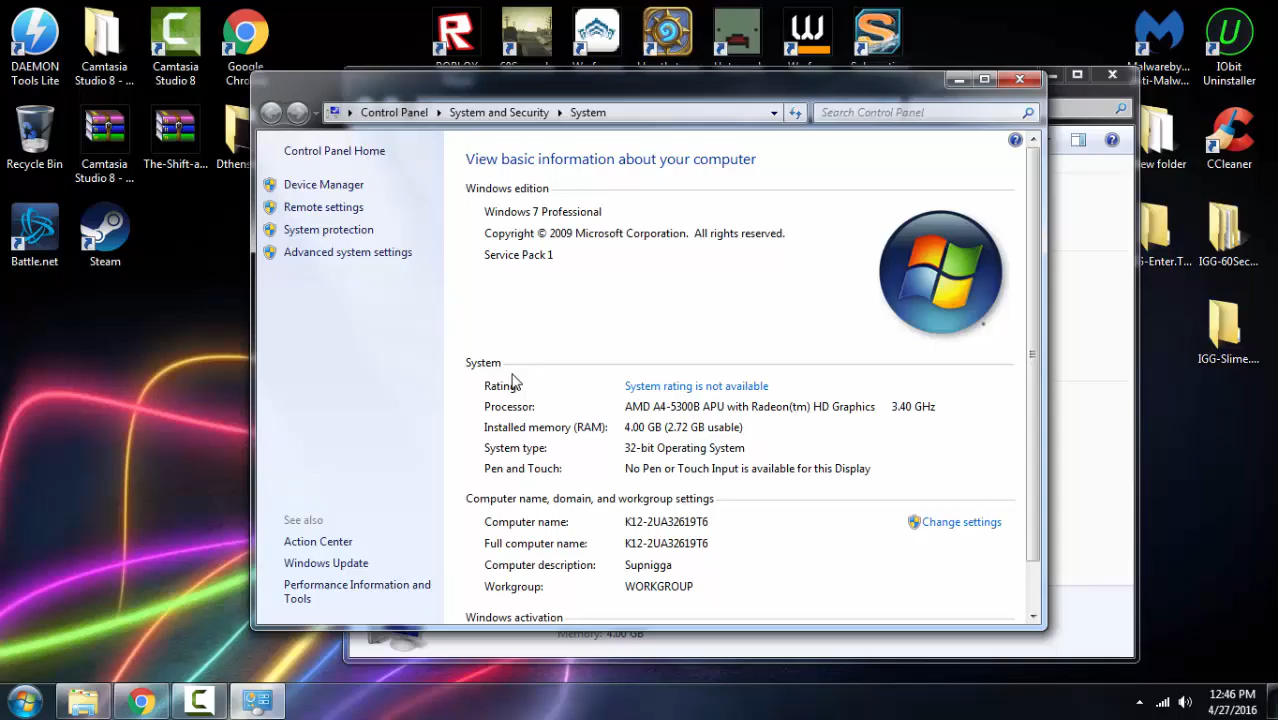 DAEMON Tools Lite
Camtasia Studio 8 - ...
Camtasia Studio 8
Google Chro...
ROBLOX
Malwareby... Anti-Malw...
IObit Uninstaller
Recycle Bin
Camtasia Studio 8 - ...
The-Shift-a...
Dthens
ew folder
CCleaner
Battle.net
Steam
G-Enter.T...
IGG-60Sec...
IGG-Slime....
Control Panel
System and Security
System
Search Control Panel
Control Panel Home
Device Manager
Remote settings
System protection
Advanced system settings
See also
Action Center
Windows Update
Performance Information and
Tools
View basic information about your computer
Windows edition
Windows 7 Professional
Copyright © 2009 Microsoft Corporation. All rights reserved.
Service Pack 1
System
Rating:
System rating is not available
Processor:
AMD A4-5300B APU with Radeon(tm) HD Graphics 3.40 GHz
Installed memory (RAM):
4.00 GB (2.72 GB usable)
System type:
32-bit Operating System
Pen and Touch:
No Pen or Touch Input is available for this Display
Computer name, domain, and workgroup settings
Computer name:
K12-2UA32619T6
Change settings
Full computer name:
K12-2UA32619T6
Computer description:
Supnigga
Workgroup:
WORKGROUP
Windows activation
Memory: 4.00 GB
12:46 PM
4/27/2016